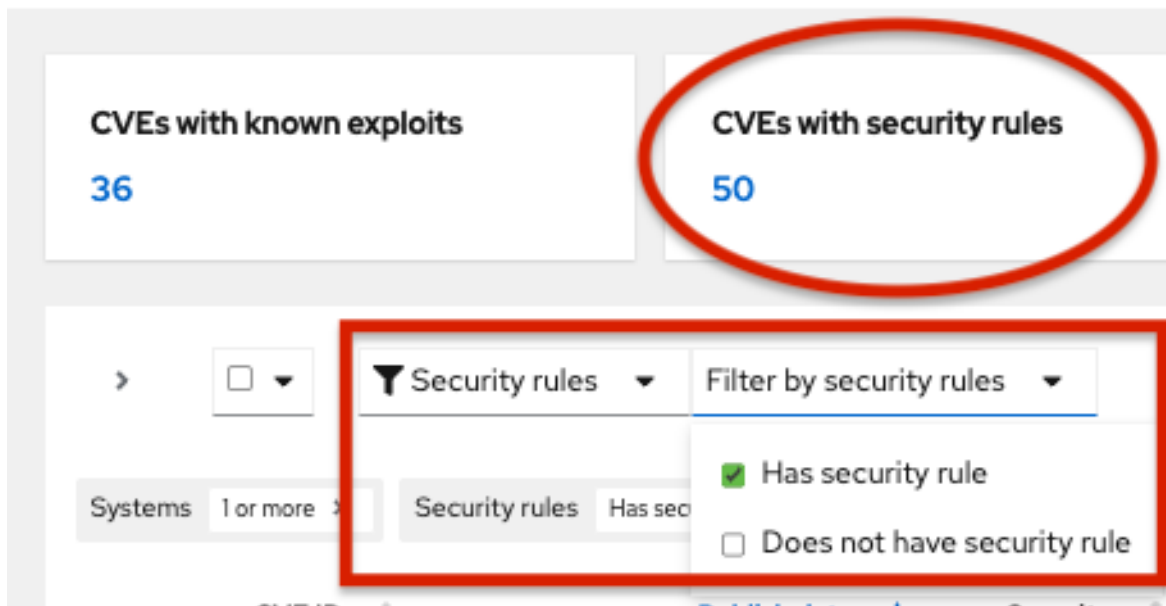 CVEs with known exploits
36
CVEs with security rules
50
Security rules
Filter by security rules
Has security rule
Does not have security rule
Systems 1 or more
Security rules Has